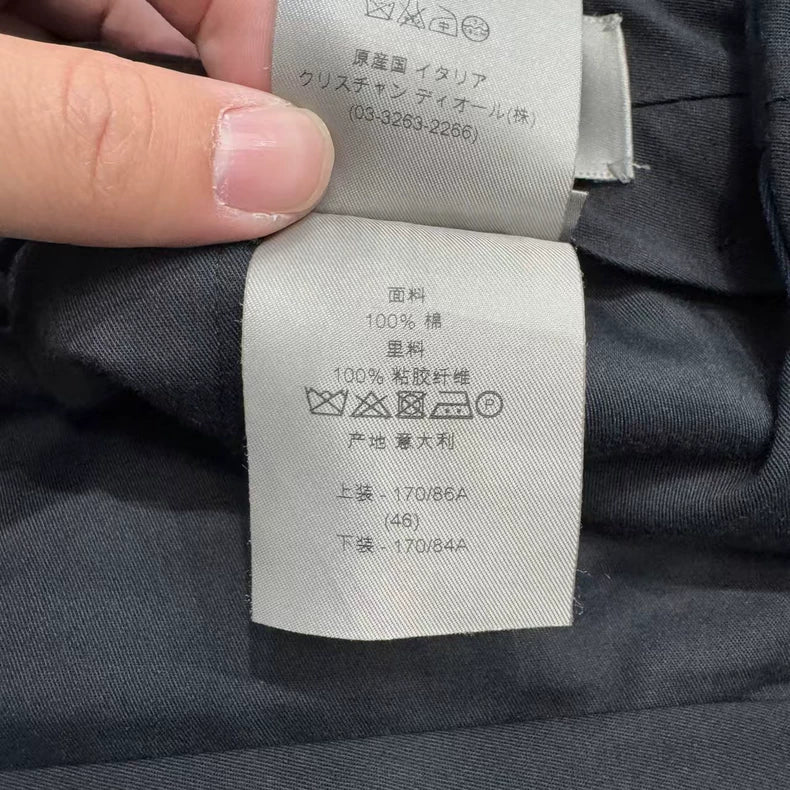 原産国 イタリア
クリスチャン ディオール(株)
(03-3263-2266)
面料
100% 棉
里料
100% 粘胶纤维
产地 意大利
上装 - 170/86A
(46)
下装 - 170/84A